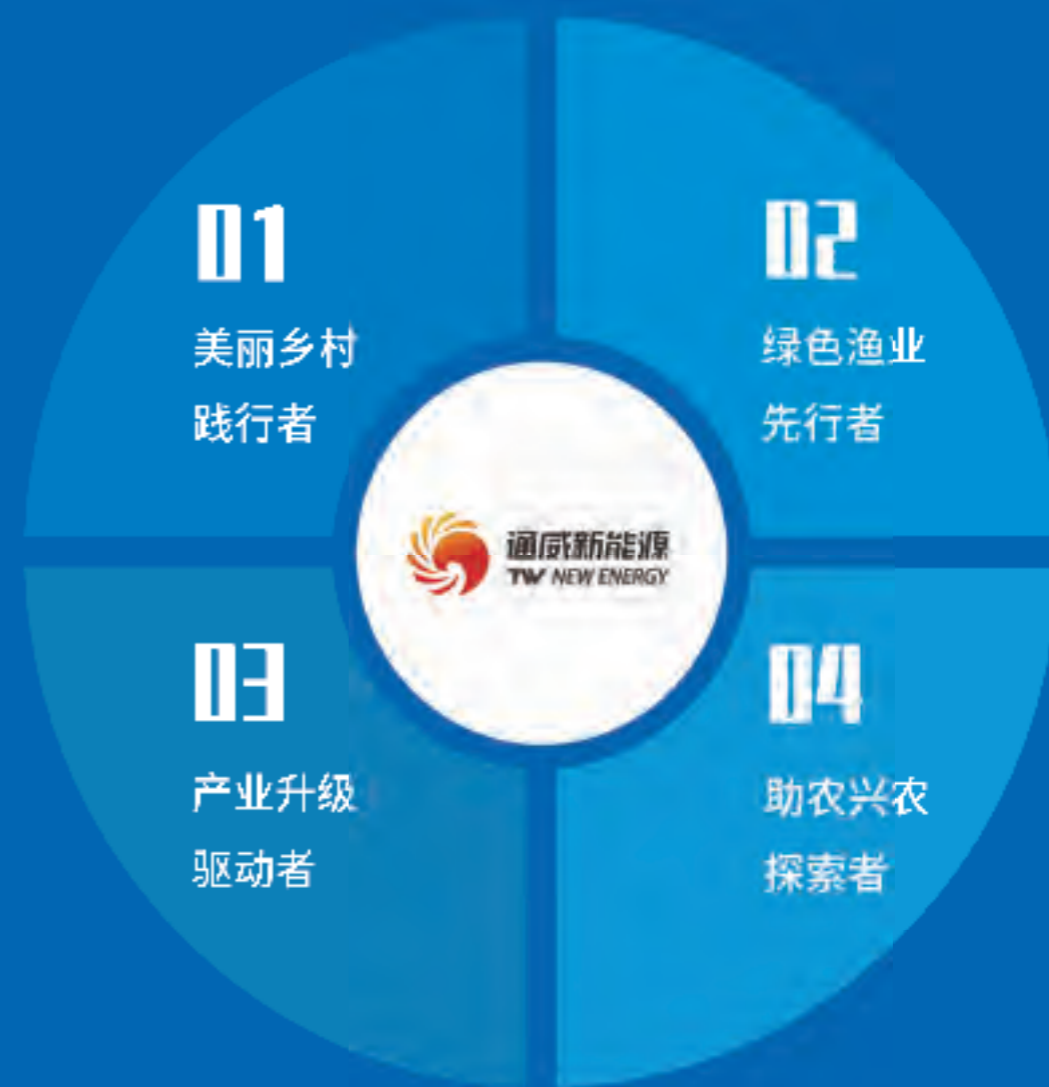 01
美丽乡村
践行者
02
绿色渔业
先行者
通威新能源
TW NEW ENERGY
03
产业升级
驱动者
04
助农兴农
探索者